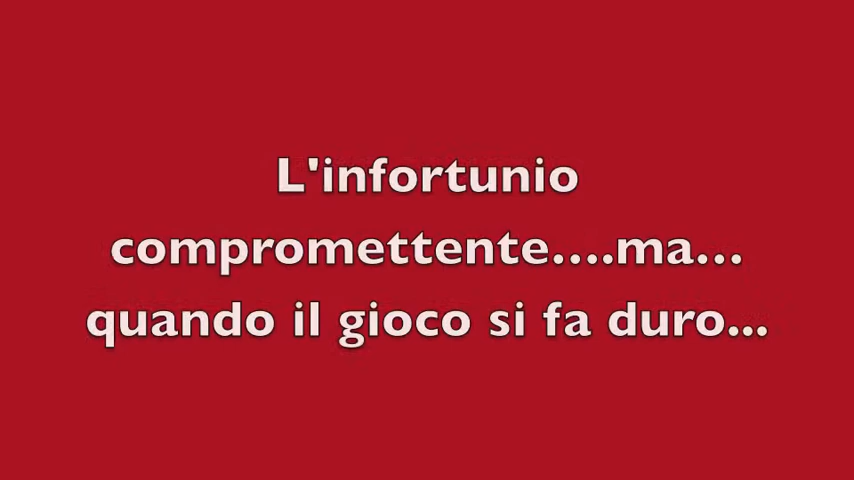 L'infortunio
compromettente....ma...
quando il gioco si fa duro...